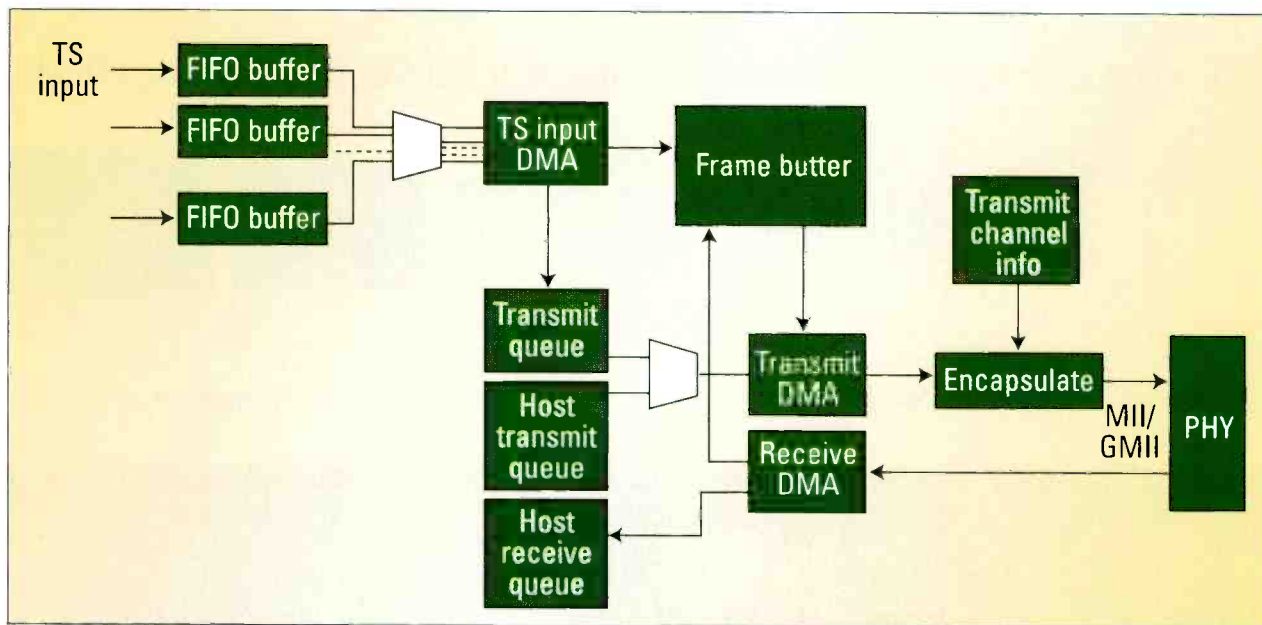 TS
input
FIFO buffer
FIFO buffer
FIFO buffer
TS input
DMA
Frame butter
Transmit
channel
info
Transmit
queue
Host
transmit
queue
Host
receive
queue
Transmit
DMA
Receive
DMA
Encapsulate
MII/
GMII
PHY